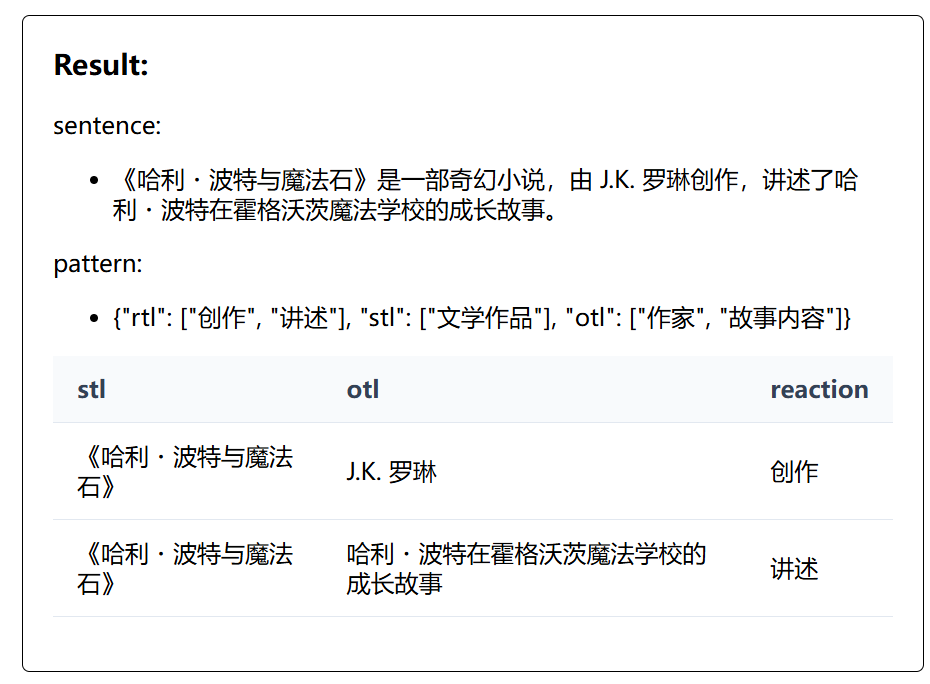 Result:
sentence:
• 《哈利・波特与魔法石》是一部奇幻小说，由 J.K. 罗琳创作，讲述了哈
利・波特在霍格沃茨魔法学校的成长故事。
pattern:
• {"rtl": ["创作", "讲述"], "stl": ["文学作品"], "otl": ["作家", "故事内容"]}
stl otl reaction
《哈利・波特与魔法
石》
J.K. 罗琳
创作
《哈利・波特与魔法
石》
哈利・波特在霍格沃茨魔法学校的
成长故事
讲述